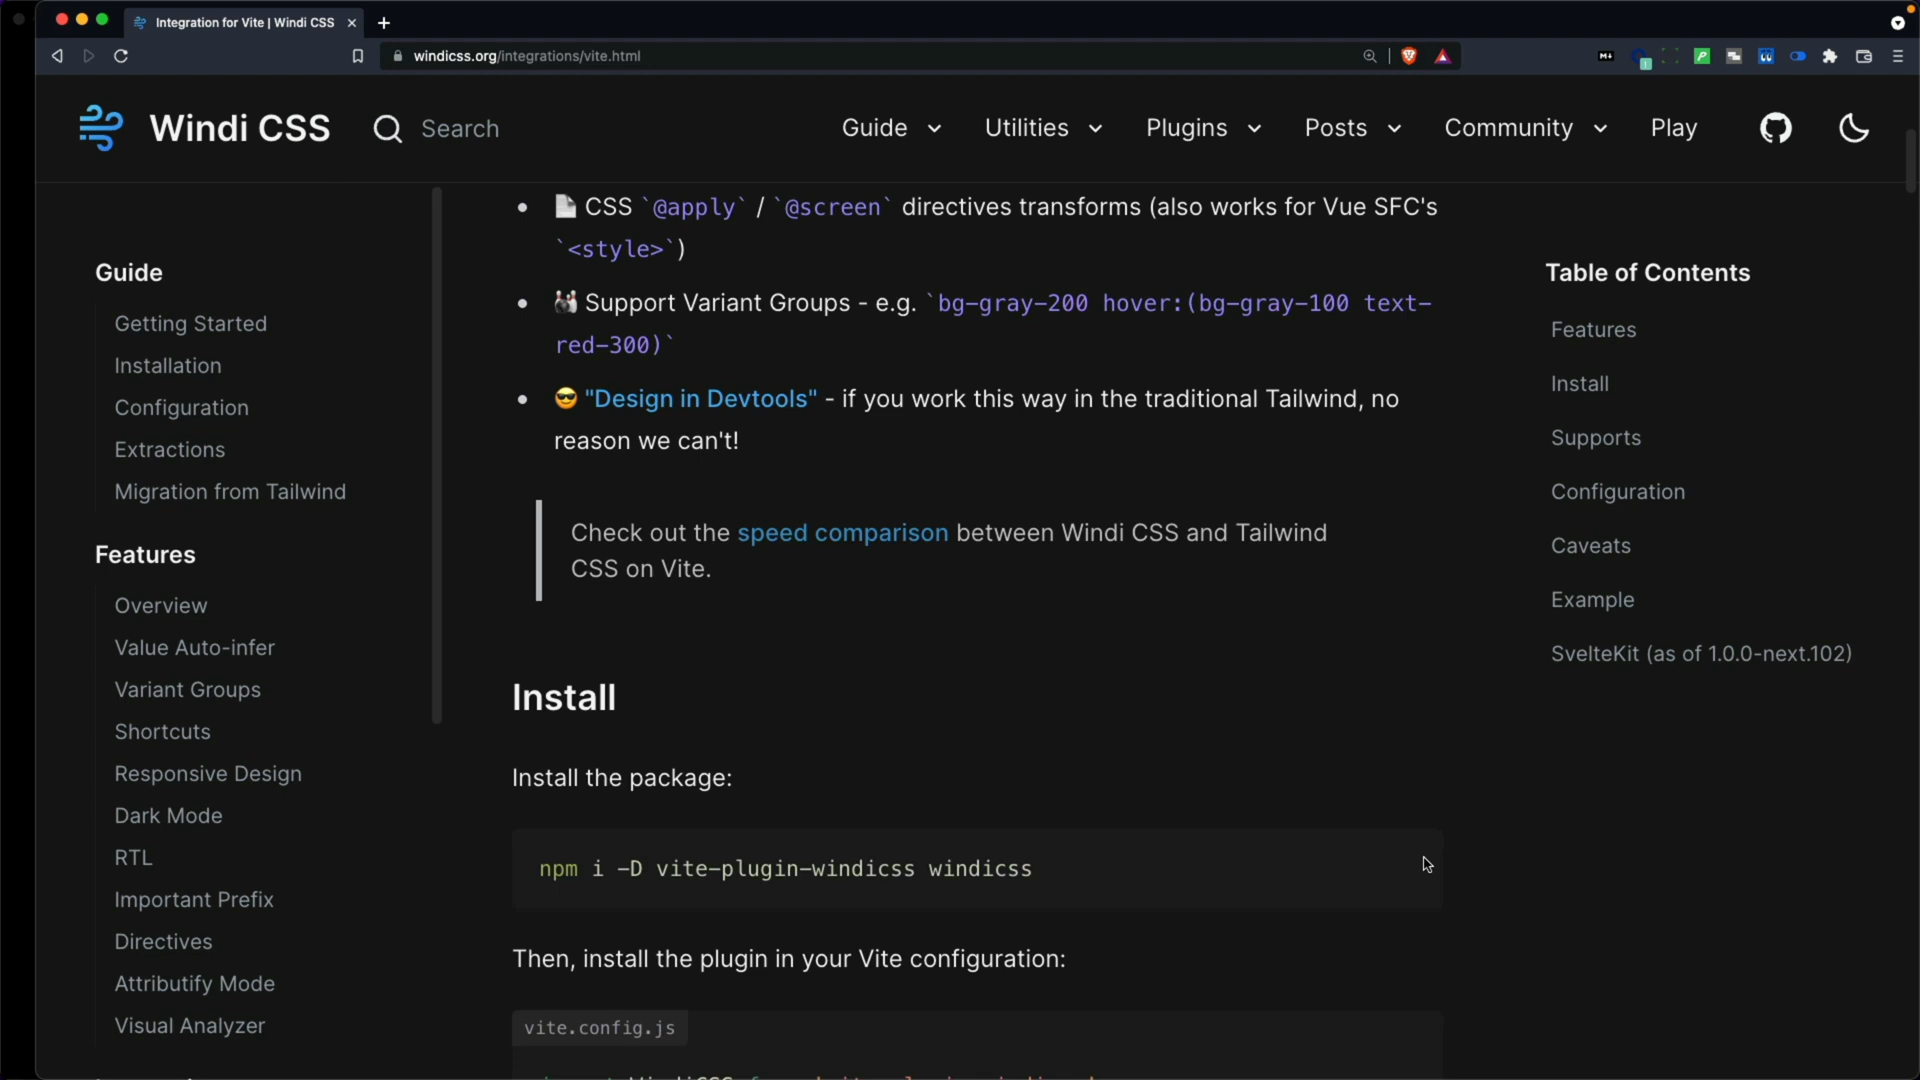 Integration for Vite | Windi CSS
windicss.org/integrations/vite.html
Windi CSS
Search
Guide
Utilities
Plugins
Posts
Community
Play
Guide
Getting Started
Installation
Configuration
Extractions
Migration from Tailwind
Features
Overview
Value Auto-infer
Variant Groups
Shortcuts
Responsive Design
Dark Mode
RTL
Important Prefix
Directives
Attributify Mode
Visual Analyzer
📄 CSS `@apply` / `@screen` directives transforms (also works for Vue SFC's
`<style>`)
🎳 Support Variant Groups - e.g. `bg-gray-200 hover:(bg-gray-100 text-
red-300)`
😎 "Design in Devtools" - if you work this way in the traditional Tailwind, no
reason we can't!
Check out the speed comparison between Windi CSS and Tailwind
CSS on Vite.
Install
Install the package:
npm i -D vite-plugin-windicss windicss
Then, install the plugin in your Vite configuration:
vite.config.js
Table of Contents
Features
Install
Supports
Configuration
Caveats
Example
SvelteKit (as of 1.0.0-next.102)